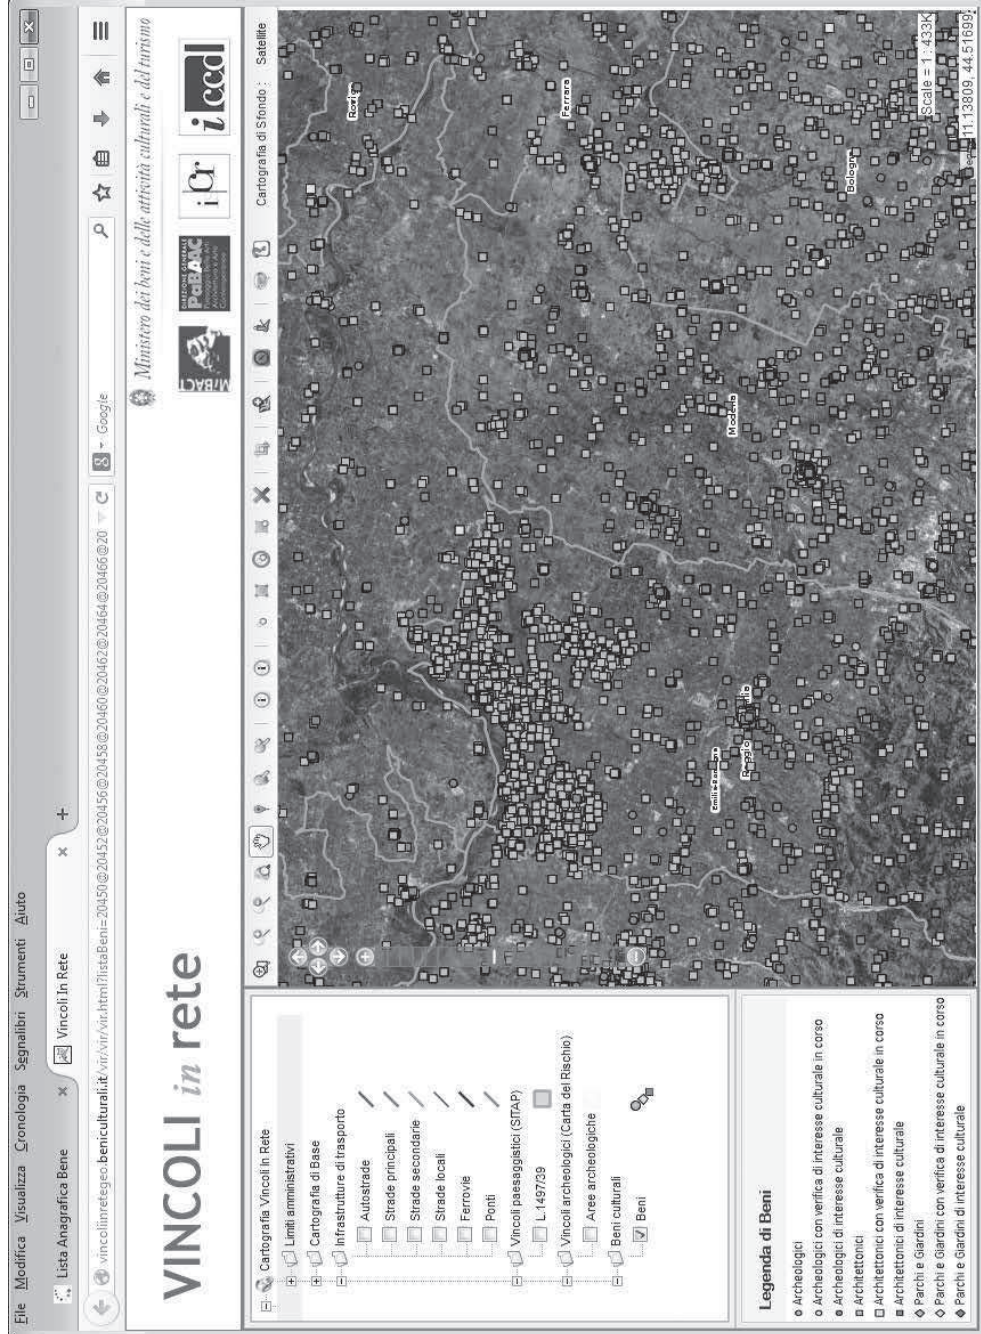 File Modifica Visualizza Cronologia Segnalibri Strumenti Aiuto
Lista Anagrafica Bene × Vincoli In Rete × +
vincoliinretegeo.beniculturali.it/vir/vir/vir.html?listaBeni=20450@20452@20456@20458@20460@20462@20464@20466@20
Google
VINCOLI in rete
Ministero dei beni e delle attività culturali e del turismo
MiBACT
DIREZIONE GENERALE
PaBAAC
iCr
iccd
Cartografia di Sfondo : Satellite
Cartografia Vincoli In Rete
Limiti amministrativi
Cartografia di Base
Infrastrutture di trasporto
Autostrade
Strade principali
Strade secondarie
Strade locali
Ferrovie
Ponti
Vincoli paesaggistici (SITAP)
L.1497/39
Vincoli archeologici (Carta del Rischio)
Aree archeologiche
Beni culturali
Beni
Legenda di Beni
Archeologici
Archeologici con verifica di interesse culturale in corso
Archeologici di interesse culturale
Architettonici
Architettonici con verifica di interesse culturale in corso
Architettonici di interesse culturale
Parchi e Giardini
Parchi e Giardini con verifica di interesse culturale in corso
Parchi e Giardini di interesse culturale
Rovigo
Ferrara
Bologna
Modena
Reggio
Emilia-Romagna
Scale = 1 : 433K
11.13809, 44.51699